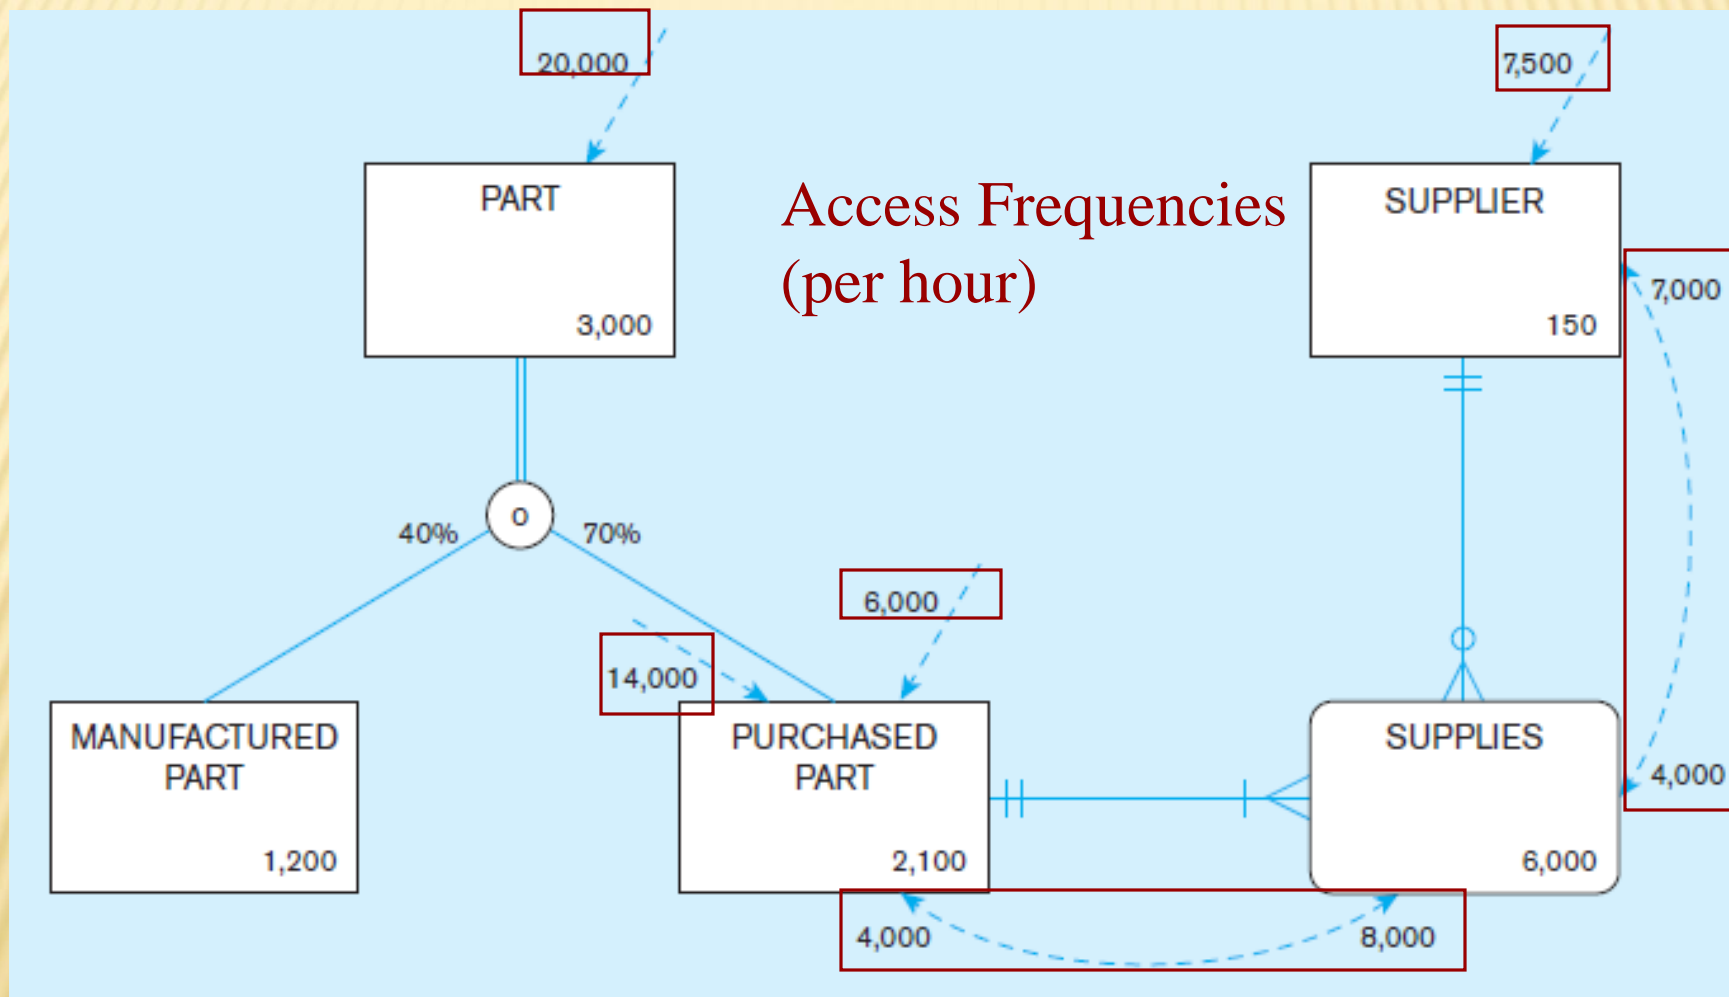 20,000
7,500
PART
3,000
Access Frequencies
(per hour)
SUPPLIER
150
7,000
40%
o
70%
6,000
14,000
MANUFACTURED
PART
1,200
PURCHASED
PART
2,100
SUPPLIES
6,000
4,000
4,000
8,000